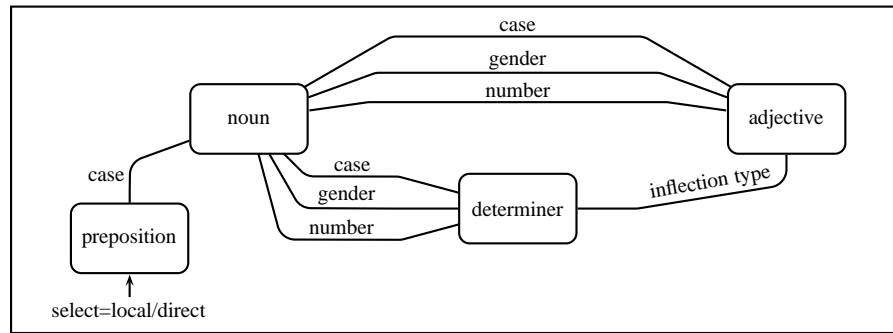 case
gender
number
noun
adjective
case
case
gender
inflection type
determiner
number
preposition
select=local/direct